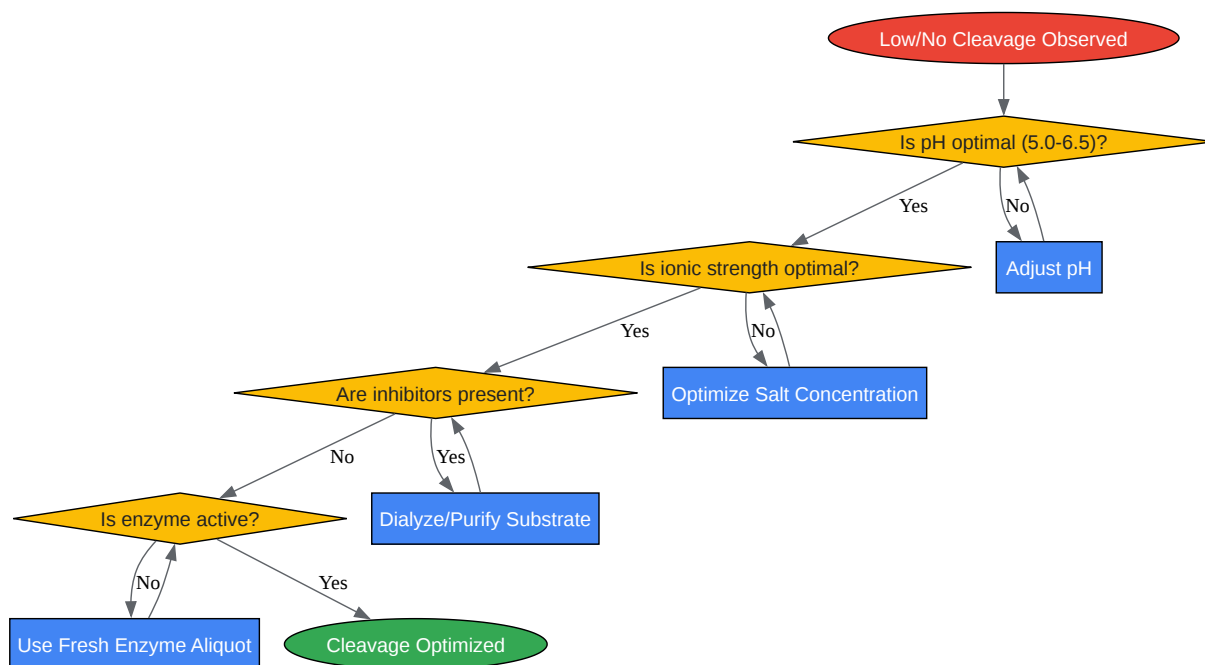 Low/No Cleavage Observed
Is pH optimal (5.0-6.5)?
Yes
No
Is ionic strength optimal?
Adjust pH
Yes
No
Are inhibitors present?
Optimize Salt Concentration
No
Yes
Is enzyme active?
Dialyze/Purify Substrate
No
Yes
Use Fresh Enzyme Aliquot
Cleavage Optimized